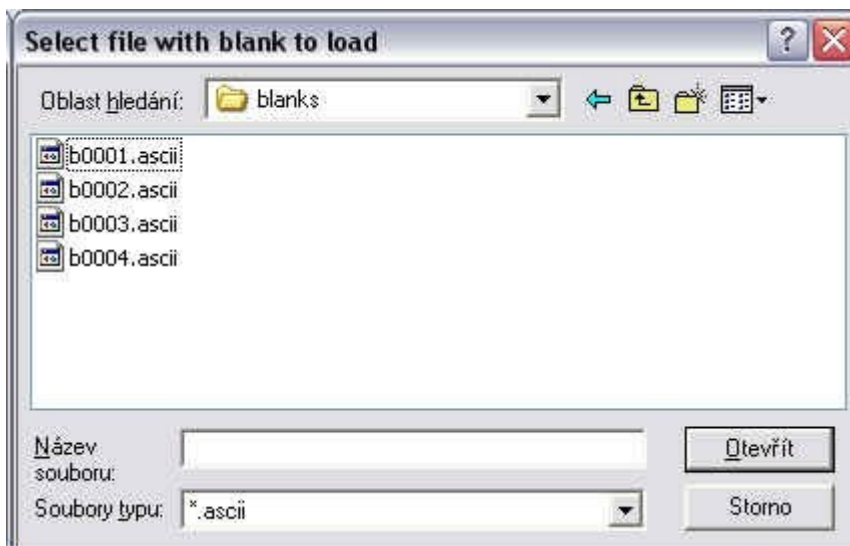 Select file with blank to load
Oblast hledání: blanks
b0001.ascii
b0002.ascii
b0003.ascii
b0004.ascii
Název souboru:
Otevřít
Soubory typu: *.ascii
Storno